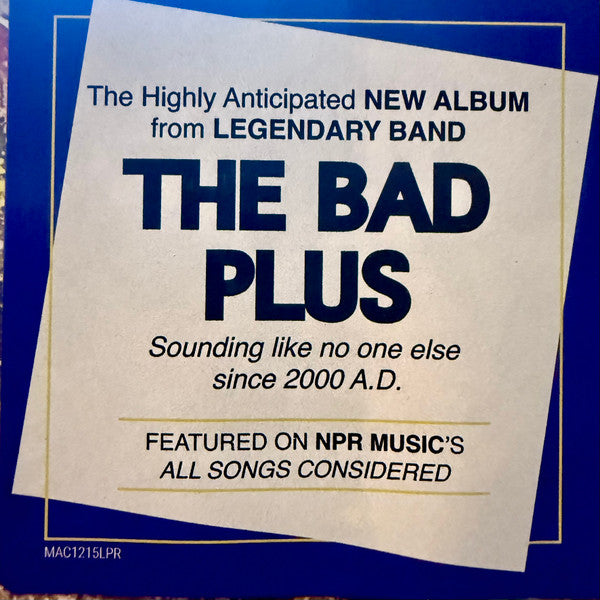 The Highly Anticipated NEW ALBUM
from LEGENDARY BAND
THE BAD
PLUS
Sounding like no one else
since 2000 A.D.
FEATURED ON NPR MUSIC'S
ALL SONGS CONSIDERED
MAC1215LPR